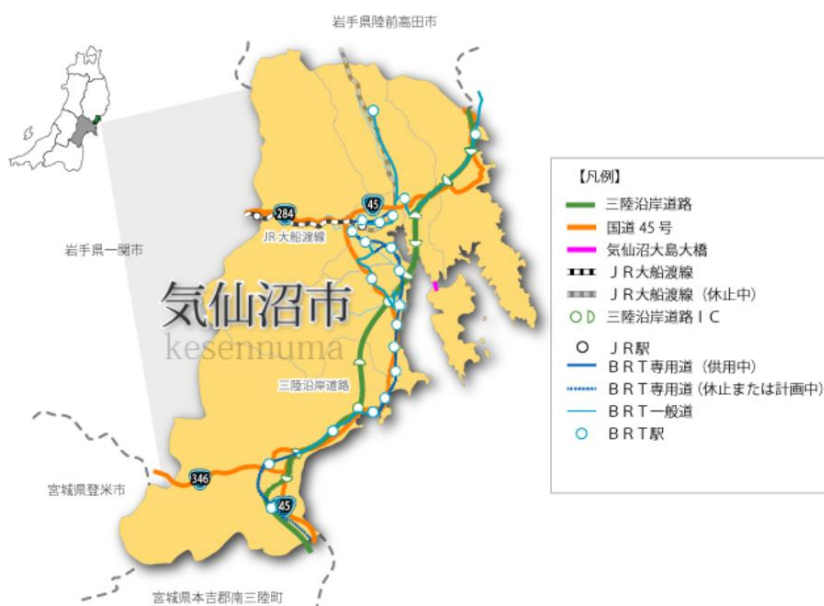 岩手県陸前高田市
45
284
JR大船渡線
岩手県一関市
気仙沼市
kesennuma
三陸沿岸道路
346
45
宮城県登米市
宮城県本吉郡南三陸町
【凡例】
三陸沿岸道路
国道45号
気仙沼大島大橋
JR大船渡線
JR大船渡線（休止中）
三陸沿岸道路IC
JR駅
BRT専用道（供用中）
BRT専用道（休止または計画中）
BRT一般道
BRT駅